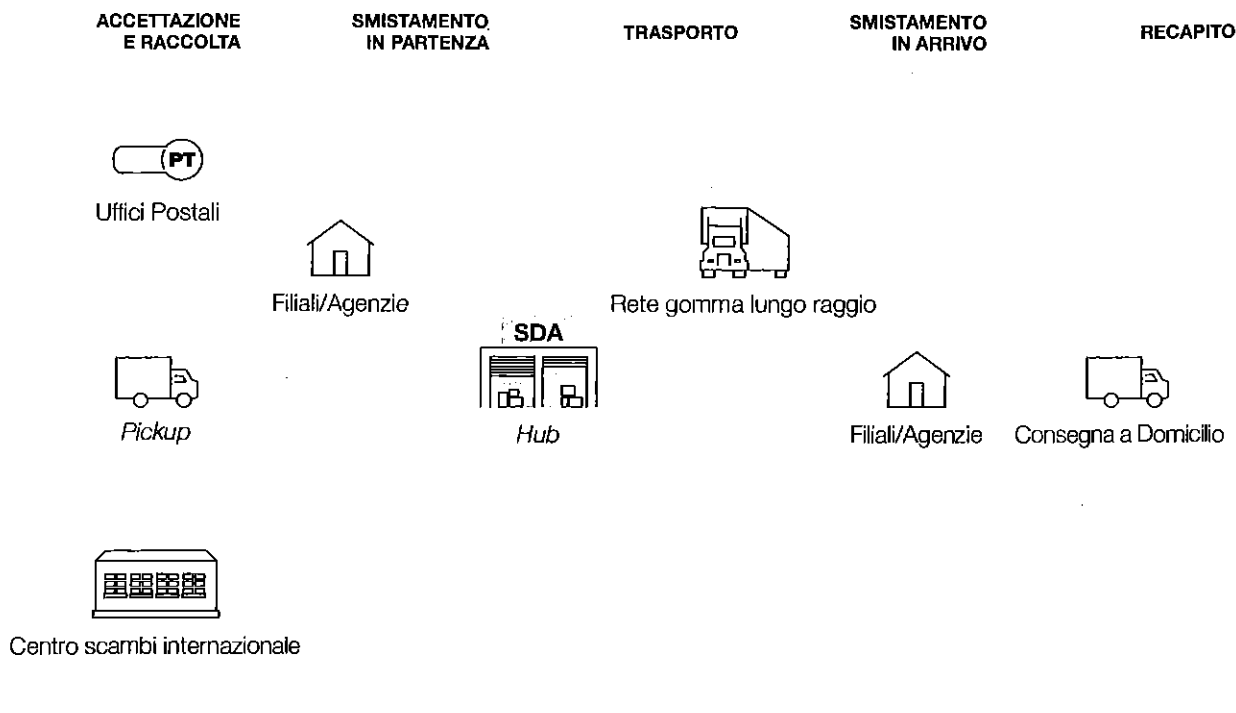 ACCETTAZIONE
E RACCOLTA
SMISTAMENTO
IN PARTENZA
TRASPORTO
SMISTAMENTO
IN ARRIVO
RECAPITO
PT
Uffici Postali
Filiali/Agenzie
Rete gomma lungo raggio
SDA
Pickup
Hub
Filiali/Agenzie
Consegna a Domicilio
Centro scambi internazionale